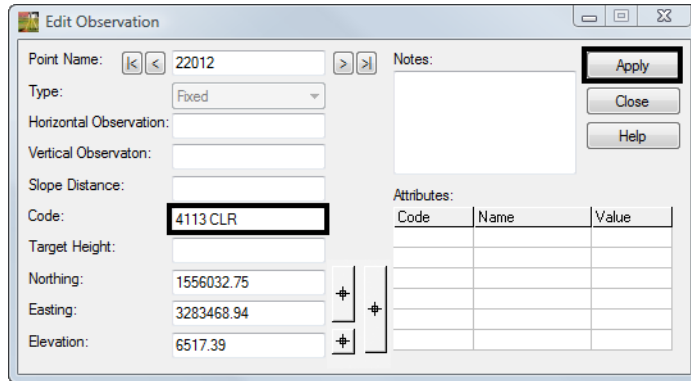 Edit Observation
Point Name: |< < 22012 > >|
Type: Fixed
Horizontal Observation:
Vertical Observaton:
Slope Distance:
Code: 4113 CLR
Target Height:
Northing: 1556032.75
Easting: 3283468.94
Elevation: 6517.39
Notes:
Attributes:
Code Name Value
Apply
Close
Help